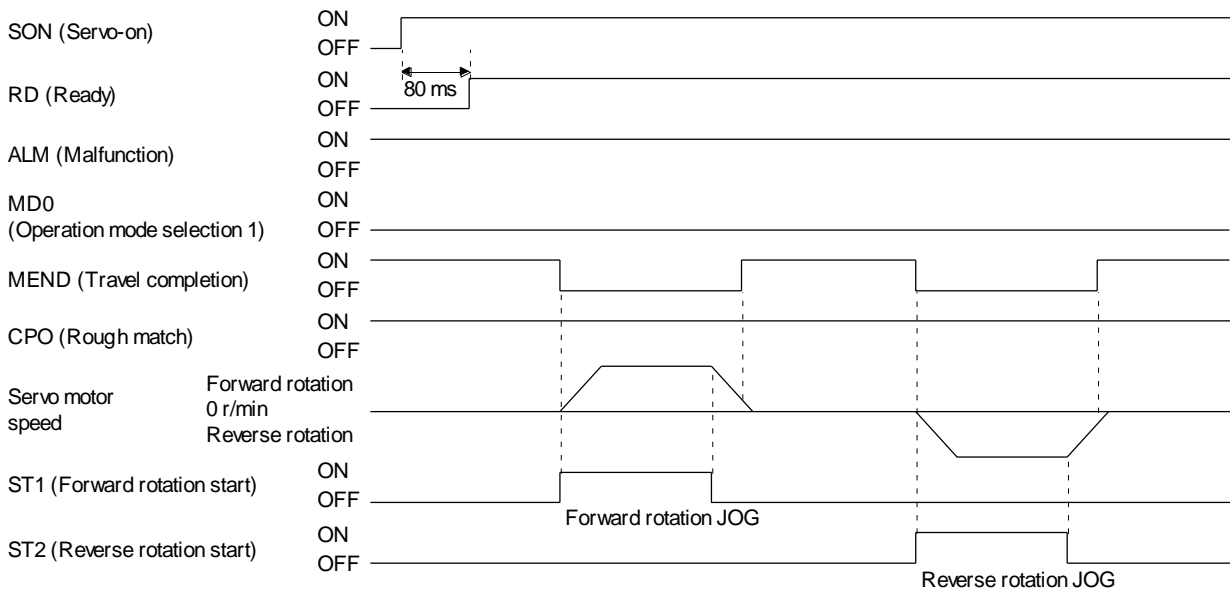 SON (Servo-on)
ON
OFF
80 ms
RD (Ready)
ON
OFF
ALM (Malfunction)
ON
OFF
MD0
(Operation mode selection 1)
ON
OFF
MEND (Travel completion)
ON
OFF
CPO (Rough match)
ON
OFF
Servo motor
speed
Forward rotation
0 r/min
Reverse rotation
ST1 (Forward rotation start)
ON
OFF
Forward rotation JOG
ST2 (Reverse rotation start)
ON
OFF
Reverse rotation JOG